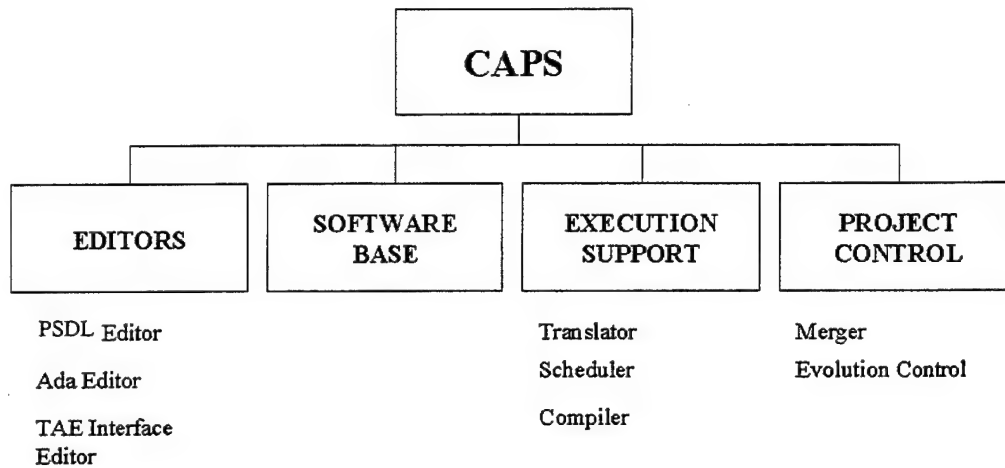 CAPS
EDITORS
SOFTWARE
BASE
EXECUTION
SUPPORT
PROJECT
CONTROL
PSDL Editor
Ada Editor
TAE Interface
Editor
Translator
Scheduler
Compiler
Merger
Evolution Control